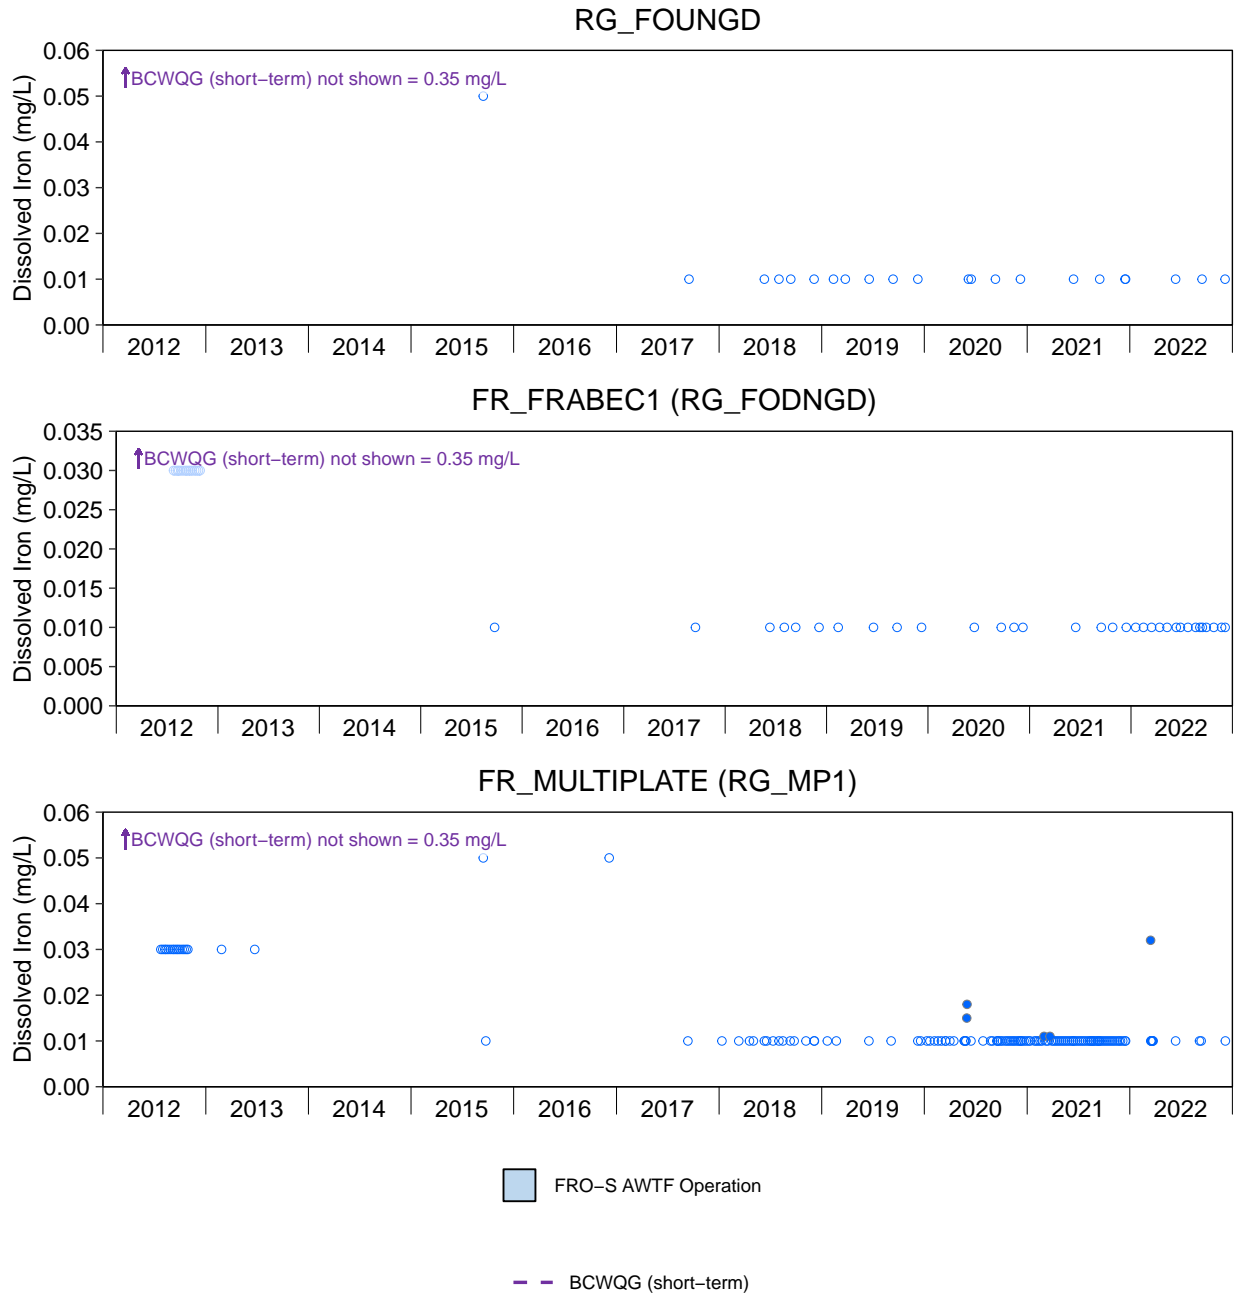 RG_FOUNGD
0.06
↑BCWQG (short−term) not shown = 0.35 mg/L
0.05
0.04
0.03
0.02
0.01
0.00
Dissolved Iron (mg/L)
2012 2013 2014 2015 2016 2017 2018 2019 2020 2021 2022
FR_FRABEC1 (RG_FODNGD)
0.035
↑BCWQG (short−term) not shown = 0.35 mg/L
0.030
0.025
0.020
0.015
0.010
0.005
0.000
Dissolved Iron (mg/L)
2012 2013 2014 2015 2016 2017 2018 2019 2020 2021 2022
FR_MULTIPLATE (RG_MP1)
0.06
↑BCWQG (short−term) not shown = 0.35 mg/L
0.05
0.04
0.03
0.02
0.01
0.00
Dissolved Iron (mg/L)
2012 2013 2014 2015 2016 2017 2018 2019 2020 2021 2022
FRO−S AWTF Operation
BCWQG (short−term)